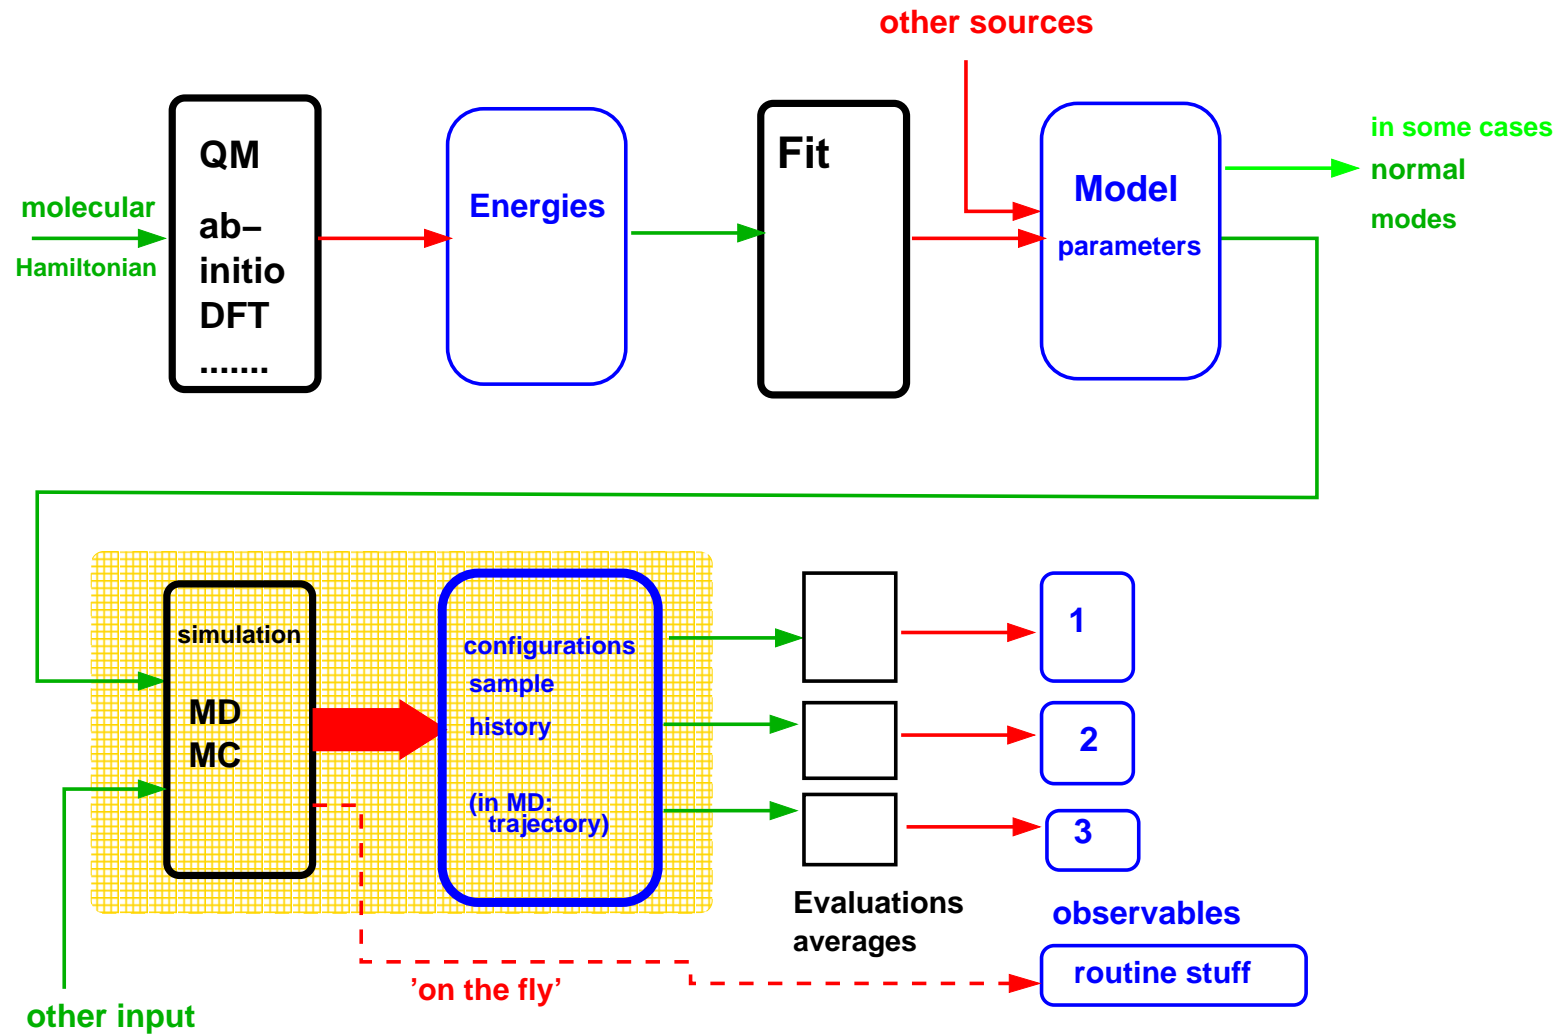 other sources
in some cases
normal
modes
molecular
Hamiltonian
QM
ab–
initio
DFT
.......
Energies
Fit
Model
parameters
simulation
MD
MC
configurations
sample
history
(in MD:
trajectory)
1
2
3
Evaluations
averages
observables
routine stuff
’on the fly’
other input